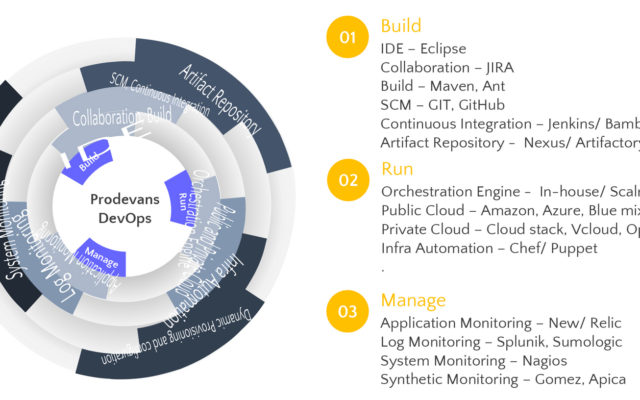 Artifact Repository
SCM, Continuous Integration
Collaboration, Build
IDE
Build
Prodevans
DevOps
Run
Manage
Orchestration Engine
Infra Automation
Dynamic Provisioning and configuration
Application Monitoring
Log Monitoring
System Monitoring
01
Build
IDE – Eclipse
Collaboration – JIRA
Build – Maven, Ant
SCM – GIT, GitHub
Continuous Integration – Jenkins/ Bamb
Artifact Repository - Nexus/ Artifactory
02
Run
Orchestration Engine - In-house/ Scalr
Public Cloud – Amazon, Azure, Blue mix
Private Cloud – Cloud stack, Vcloud, Op
Infra Automation – Chef/ Puppet
.
03
Manage
Application Monitoring – New/ Relic
Log Monitoring – Splunik, Sumologic
System Monitoring – Nagios
Synthetic Monitoring – Gomez, Apica